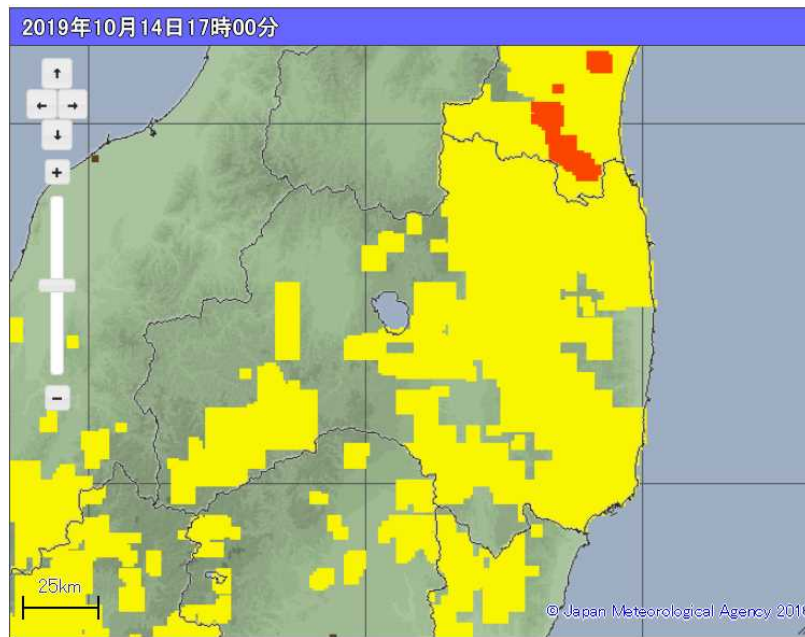 2019年10月14日17時00分
↑
← →
↓
+
−
25km
© Japan Meteorological Agency 2016